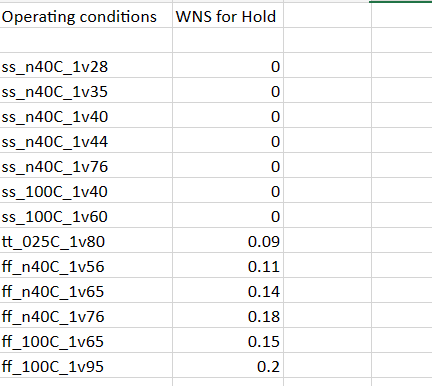 Operating conditions WNS for Hold
ss_n40C_1v28 0
ss_n40C_1v35 0
ss_n40C_1v40 0
ss_n40C_1v44 0
ss_n40C_1v76 0
ss_100C_1v40 0
ss_100C_1v60 0
tt_025C_1v80 0.09
ff_n40C_1v56 0.11
ff_n40C_1v65 0.14
ff_n40C_1v76 0.18
ff_100C_1v65 0.15
ff_100C_1v95 0.2